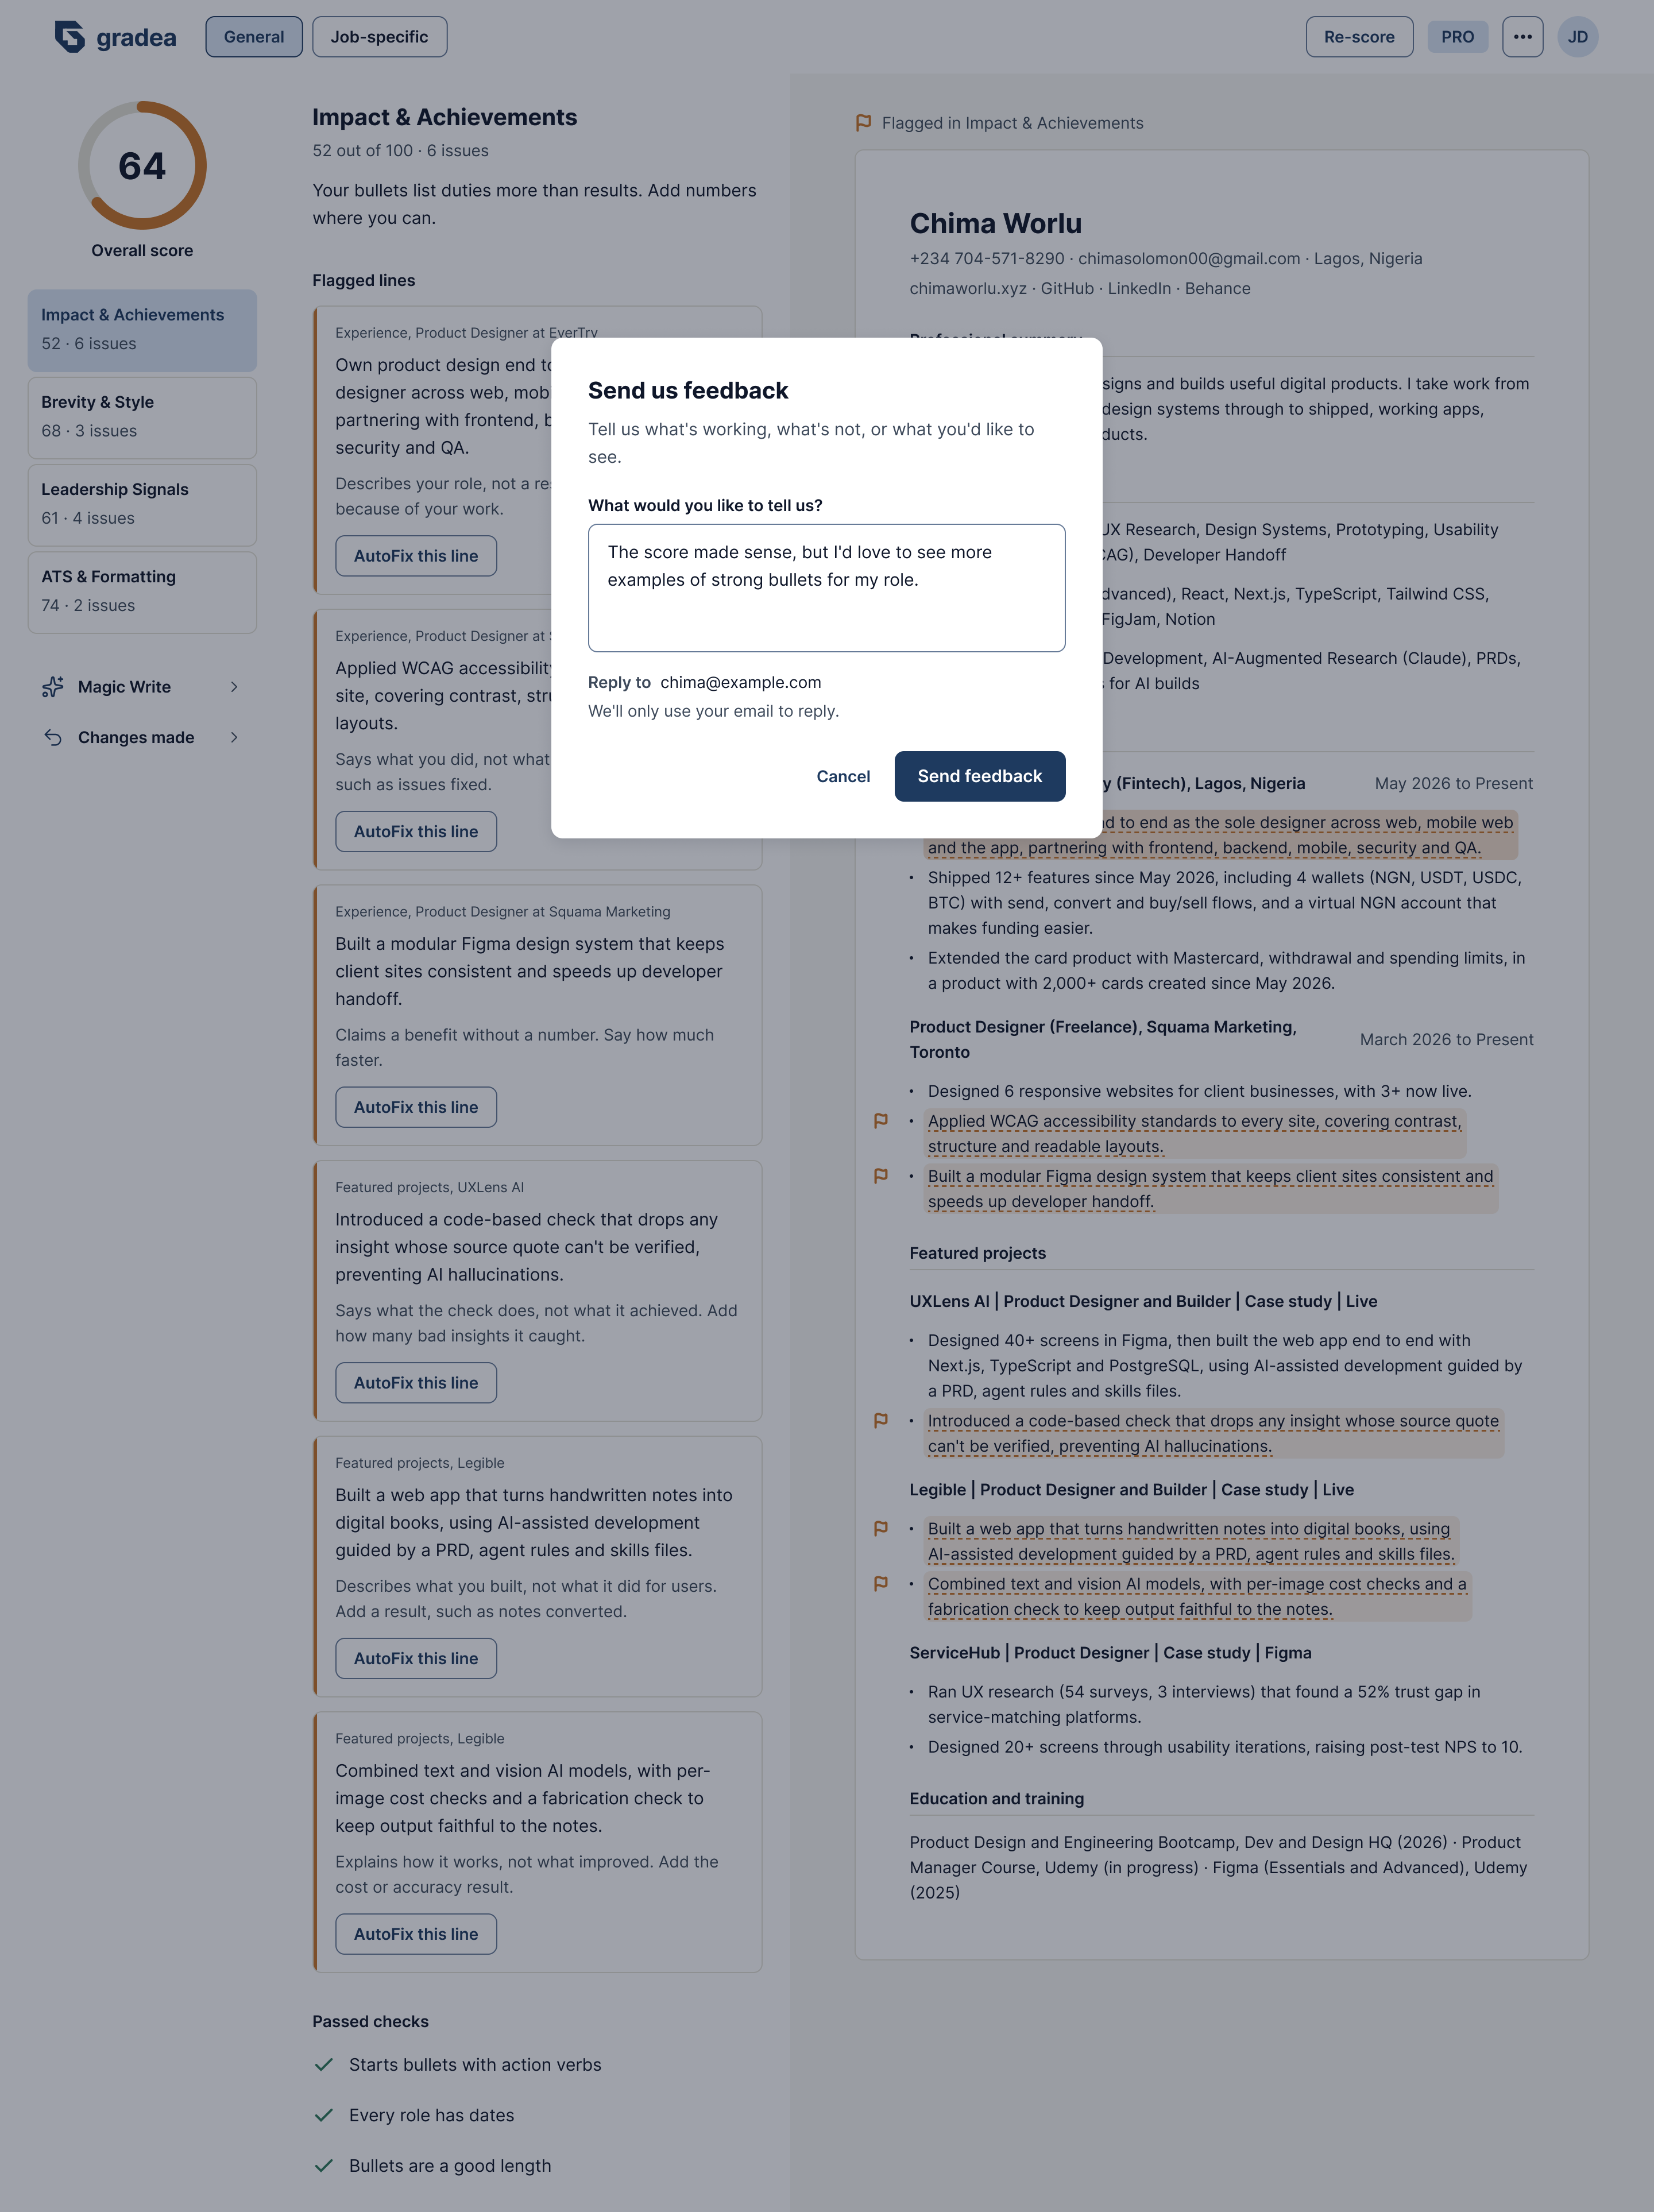 gradea
General
Job-specific
Re-score
PRO
•••
JD
64
Overall score
Impact & Achievements
52 · 6 issues
Brevity & Style
68 · 3 issues
Leadership Signals
61 · 4 issues
ATS & Formatting
74 · 2 issues
Magic Write
Changes made
Impact & Achievements
52 out of 100 · 6 issues
Your bullets list duties more than results. Add numbers
where you can.
Flagged lines
Experience, Product Designer at EverTry
Own product design end to
designer across web, mobi
partnering with frontend, b
security and QA.
Describes your role, not a res
because of your work.
AutoFix this line
Experience, Product Designer at
Applied WCAG accessibility
site, covering contrast, stru
layouts.
Says what you did, not what
such as issues fixed.
AutoFix this line
Experience, Product Designer at Squama Marketing
Built a modular Figma design system that keeps
client sites consistent and speeds up developer
handoff.
Claims a benefit without a number. Say how much
faster.
AutoFix this line
Featured projects, UXLens AI
Introduced a code-based check that drops any
insight whose source quote can't be verified,
preventing AI hallucinations.
Says what the check does, not what it achieved. Add
how many bad insights it caught.
AutoFix this line
Featured projects, Legible
Built a web app that turns handwritten notes into
digital books, using AI-assisted development
guided by a PRD, agent rules and skills files.
Describes what you built, not what it did for users.
Add a result, such as notes converted.
AutoFix this line
Featured projects, Legible
Combined text and vision AI models, with per-
image cost checks and a fabrication check to
keep output faithful to the notes.
Explains how it works, not what improved. Add the
cost or accuracy result.
AutoFix this line
Passed checks
Starts bullets with action verbs
Every role has dates
Bullets are a good length
Send us feedback
Tell us what's working, what's not, or what you'd like to
see.
What would you like to tell us?
The score made sense, but I'd love to see more
examples of strong bullets for my role.
Reply to chima@example.com
We'll only use your email to reply.
Cancel
Send feedback
Flagged in Impact & Achievements
Chima Worlu
+234 704-571-8290 · chimasolomon00@gmail.com · Lagos, Nigeria
chimaworlu.xyz · GitHub · LinkedIn · Behance
Professional summary
signs and builds useful digital products. I take work from
design systems through to shipped, working apps,
ducts.
UX Research, Design Systems, Prototyping, Usability
CAG), Developer Handoff
dvanced), React, Next.js, TypeScript, Tailwind CSS,
FigJam, Notion
Development, AI-Augmented Research (Claude), PRDs,
for AI builds
y (Fintech), Lagos, Nigeria
May 2026 to Present
nd to end as the sole designer across web, mobile web
and the app, partnering with frontend, backend, mobile, security and QA.
• Shipped 12+ features since May 2026, including 4 wallets (NGN, USDT, USDC,
BTC) with send, convert and buy/sell flows, and a virtual NGN account that
makes funding easier.
• Extended the card product with Mastercard, withdrawal and spending limits, in
a product with 2,000+ cards created since May 2026.
Product Designer (Freelance), Squama Marketing,
Toronto
March 2026 to Present
• Designed 6 responsive websites for client businesses, with 3+ now live.
• Applied WCAG accessibility standards to every site, covering contrast,
structure and readable layouts.
• Built a modular Figma design system that keeps client sites consistent and
speeds up developer handoff.
Featured projects
UXLens AI | Product Designer and Builder | Case study | Live
• Designed 40+ screens in Figma, then built the web app end to end with
Next.js, TypeScript and PostgreSQL, using AI-assisted development guided by
a PRD, agent rules and skills files.
• Introduced a code-based check that drops any insight whose source quote
can't be verified, preventing AI hallucinations.
Legible | Product Designer and Builder | Case study | Live
• Built a web app that turns handwritten notes into digital books, using
AI-assisted development guided by a PRD, agent rules and skills files.
• Combined text and vision AI models, with per-image cost checks and a
fabrication check to keep output faithful to the notes.
ServiceHub | Product Designer | Case study | Figma
• Ran UX research (54 surveys, 3 interviews) that found a 52% trust gap in
service-matching platforms.
• Designed 20+ screens through usability iterations, raising post-test NPS to 10.
Education and training
Product Design and Engineering Bootcamp, Dev and Design HQ (2026) · Product
Manager Course, Udemy (in progress) · Figma (Essentials and Advanced), Udemy
(2025)